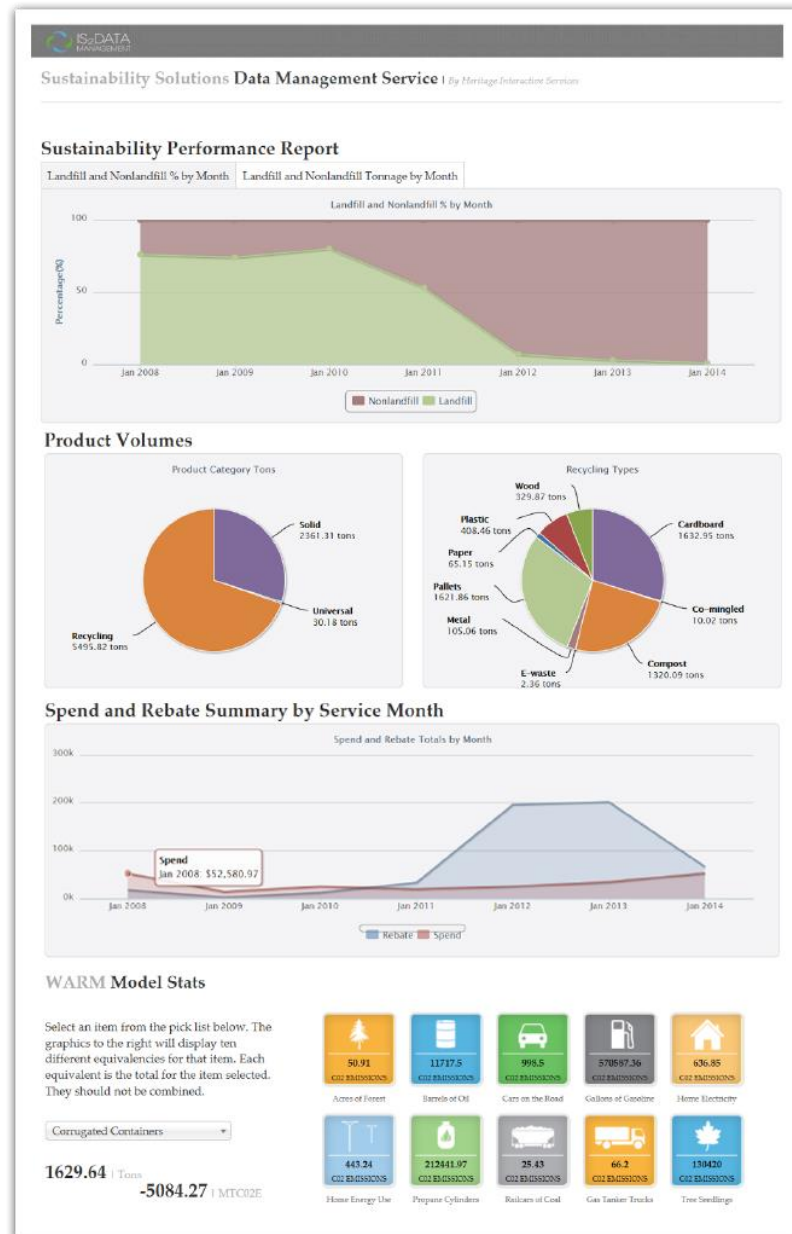 IS2DATA
MANAGEMENT
Sustainability Solutions Data Management Service | By Heritage Interactive Services
Sustainability Performance Report
Landfill and Nonlandfill % by Month Landfill and Nonlandfill Tonnage by Month
Landfill and Nonlandfill % by Month
Percentage(%)
100
50
0
Jan 2008 Jan 2009 Jan 2010 Jan 2011 Jan 2012 Jan 2013 Jan 2014
Nonlandfill Landfill
Product Volumes
Product Category Tons
Solid
2361.31 tons
Universal
30.18 tons
Recycling
5495.82 tons
Recycling Types
Wood
329.87 tons
Plastic
408.46 tons
Paper
65.15 tons
Pallets
1621.86 tons
Metal
105.06 tons
E-waste
2.36 tons
Cardboard
1632.95 tons
Co-mingled
10.02 tons
Compost
1320.09 tons
Spend and Rebate Summary by Service Month
Spend and Rebate Totals by Month
300k
200k
100k
0k
Spend
Jan 2008: $52,580.97
Jan 2008 Jan 2009 Jan 2010 Jan 2011 Jan 2012 Jan 2013 Jan 2014
Rebate Spend
WARM Model Stats
Select an item from the pick list below. The
graphics to the right will display ten
different equivalencies for that item. Each
equivalent is the total for the item selected.
They should not be combined.
Corrugated Containers
1629.64 | Tons
-5084.27 | MTC02E
50.91 11717.5 998.5 570587.36 636.85
C02 EMISSIONS C02 EMISSIONS C02 EMISSIONS C02 EMISSIONS C02 EMISSIONS
Acres of Forest Barrels of Oil Cars on the Road Gallons of Gasoline Home Electricity
443.24 212441.97 25.43 66.2 130420
C02 EMISSIONS C02 EMISSIONS C02 EMISSIONS C02 EMISSIONS C02 EMISSIONS
Home Energy Use Propane Cylinders Railcars of Coal Gas Tanker Trucks Tree Seedlings